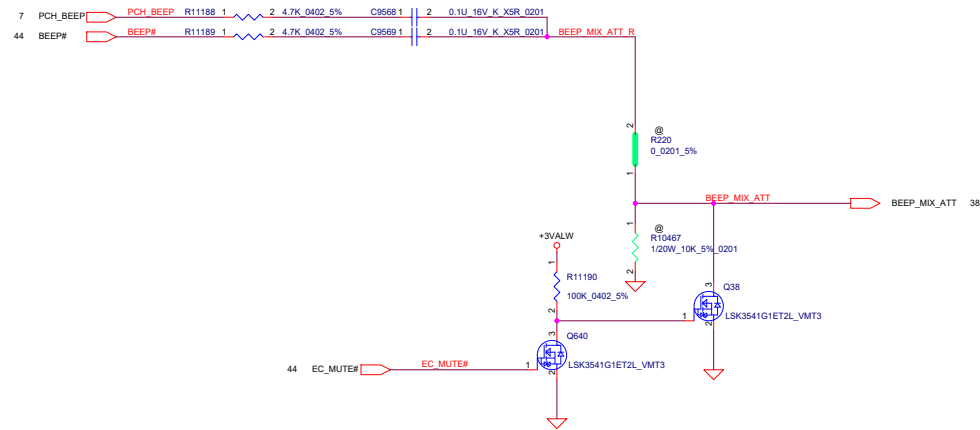 7 PCH_BEEP PCH_BEEP R11188 1 2 4.7K_0402_5% C9568 1 2 0.1U_16V_K_X5R_0201
44 BEEP# BEEP# R11189 1 2 4.7K_0402_5% C9569 1 2 0.1U_16V_K_X5R_0201 BEEP_MIX_ATT_R
2
@
R220
0_0201_5%
1
BEEP_MIX_ATT
BEEP_MIX_ATT 38
1
@
R10467
1/20W_10K_5%_0201
2
+3VALW
1
R11190
100K_0402_5%
2
3
Q38
LSK3541G1ET2L_VMT3
1
2
3
Q640
LSK3541G1ET2L_VMT3
1
2
44 EC_MUTE# EC_MUTE#